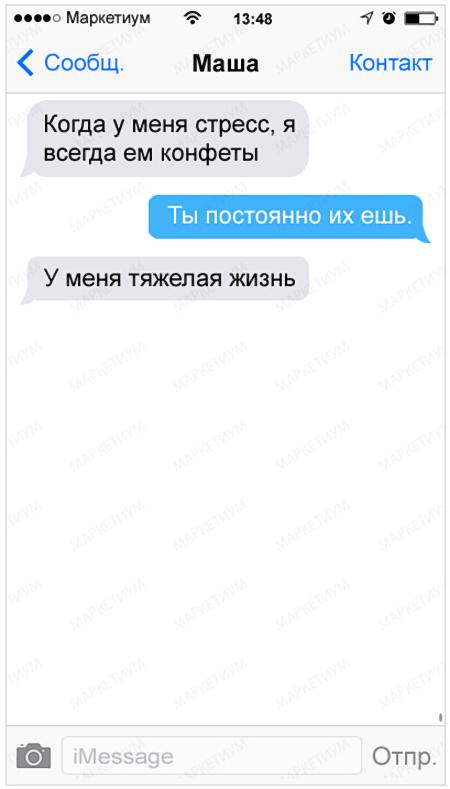 Маркетиум 13:48
Сообщ. Маша Контакт
Когда у меня стресс, я
всегда ем конфеты
Ты постоянно их ешь.
У меня тяжелая жизнь
iMessage Отпр.
МАРКЕТИУМ